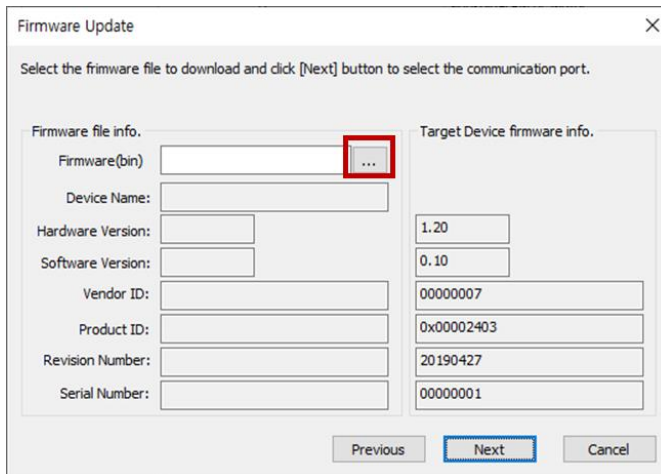 Firmware Update
Select the frimware file to download and click [Next] button to select the communication port.
Firmware file info.
Target Device firmware info.
Firmware(bin)
...
Device Name:
Hardware Version:
1.20
Software Version:
0.10
Vendor ID:
00000007
Product ID:
0x00002403
Revision Number:
20190427
Serial Number:
00000001
Previous
Next
Cancel